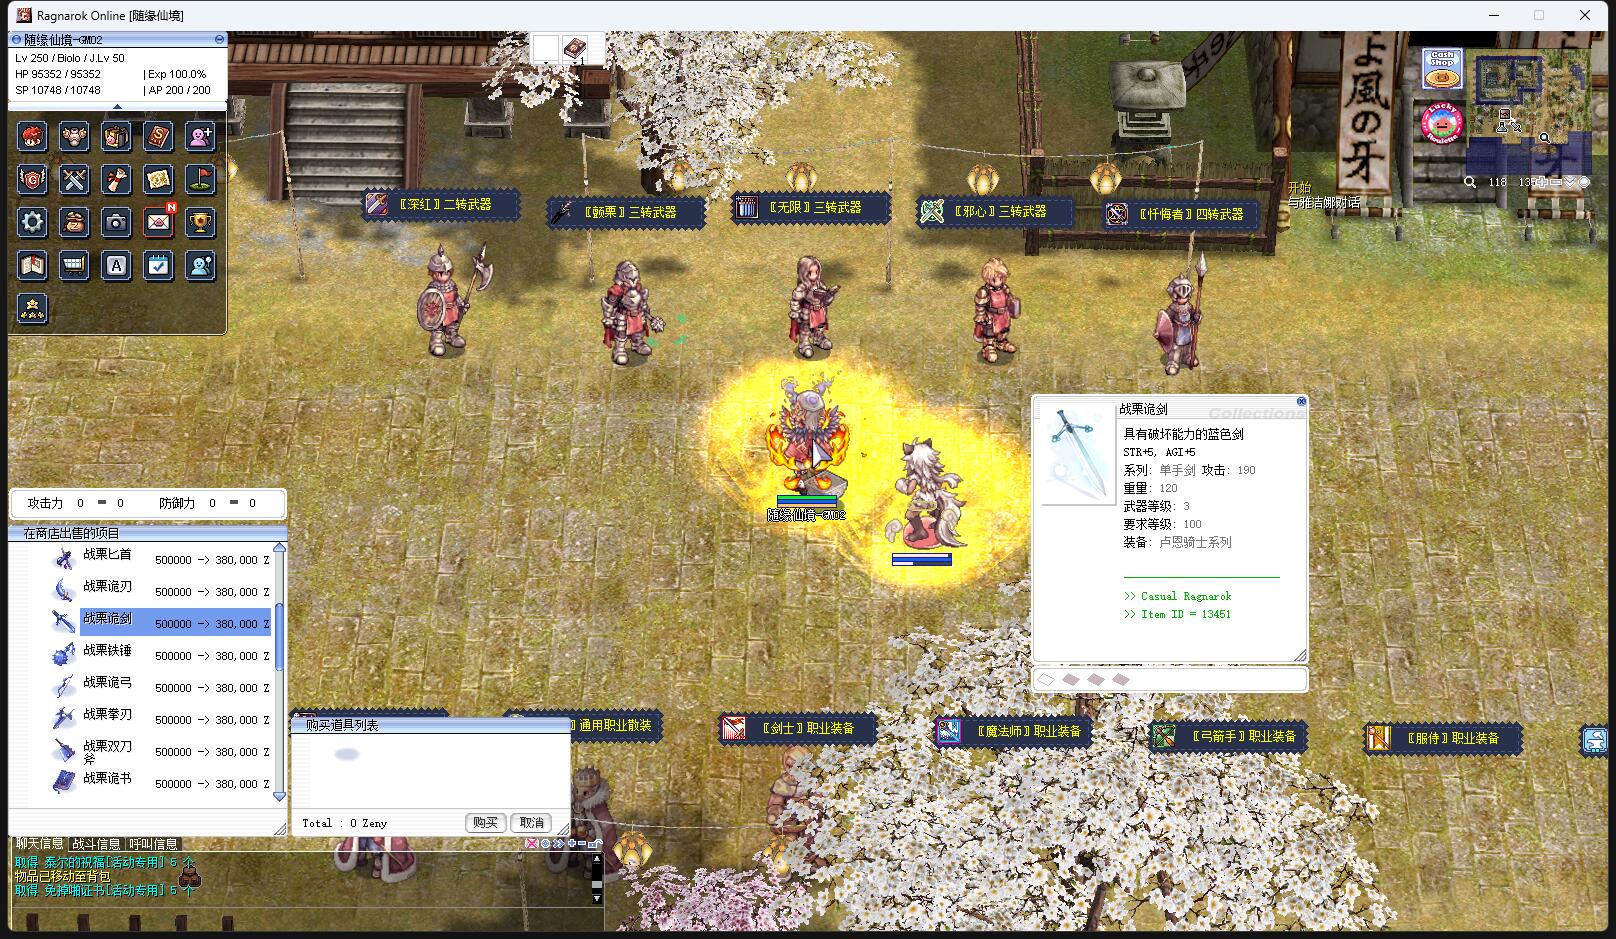 Ragnarok Online [随缘仙境]
随缘仙境-GM02
Lv 250 / Biolo / J.Lv 50
HP 95352 / 95352 | Exp 100.0%
SP 10748 / 10748 | AP 200 / 200
N
Cash Shop
Lucky Roulette
118 135
开始
与雅洁娜对话
よ風の牙
〖深红〗二转武器
〖颤栗〗三转武器
〖无限〗三转武器
〖邪心〗三转武器
〖忏悔者〗四转武器
随缘仙境-GM02
战栗诡剑
Collections
具有破坏能力的蓝色剑
STR+5, AGI+5
系列: 单手剑 攻击: 190
重量: 120
武器等级: 3
要求等级: 100
装备: 卢恩骑士系列
>> Casual Ragnarok
>> Item ID = 13451
攻击力 0 = 0 防御力 0 = 0
在商店出售的项目
战栗匕首 500000 -> 380,000 Z
战栗诡刃 500000 -> 380,000 Z
战栗诡剑 500000 -> 380,000 Z
战栗铁锤 500000 -> 380,000 Z
战栗诡弓 500000 -> 380,000 Z
战栗拳刃 500000 -> 380,000 Z
战栗双刀斧 500000 -> 380,000 Z
战栗诡书 500000 -> 380,000 Z
购买道具列表
Total : 0 Zeny
购买 取消
通用职业散装
〖剑士〗职业装备
〖魔法师〗职业装备
〖弓箭手〗职业装备
〖服侍〗职业装备
聊天信息 战斗信息 呼叫信息
取得 泰尔的祝福[活动专用] 5 个
物品已移动至背包
取得 免掉啪证书[活动专用] 5 个